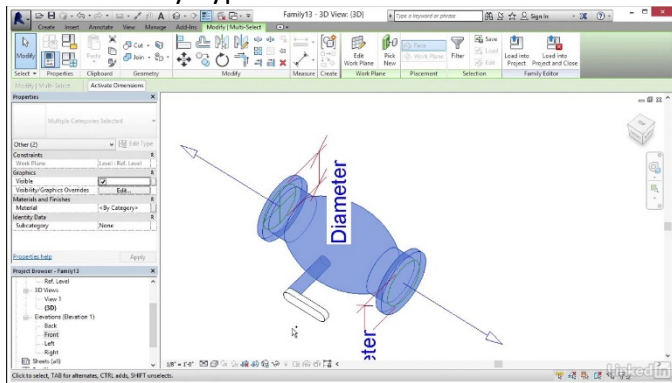 Family13 - 3D View: {3D}
Type a keyword or phrase
Sign In
Create Insert Annotate View Manage Add-Ins Modify | Multi-Select
Modify
Paste
Cut
Join
Edit
Work Plane
Pick
New
Face
Work Plane
Filter
Save
Edit
Load into
Project
Load into
Project and Close
Select Properties Clipboard Geometry Modify Measure Create Work Plane Placement Selection Family Editor
Modify | Multi-Select Activate Dimensions
Properties
Multiple Categories Selected
Other (2) Edit Type
Constraints
Work Plane Level : Ref. Level
Graphics
Visible
Visibility/Graphics Overrides Edit...
Materials and Finishes
Material <By Category>
Identity Data
Subcategory None
Properties help Apply
Project Browser - Family13
Ref. Level
3D Views
View 1
{3D}
Elevations (Elevation 1)
Back
Front
Left
Right
Sheets (all)
Diameter
eter
1/8" = 1'-0"
Click to select, TAB for alternates, CTRL adds, SHIFT unselects.
Linked in